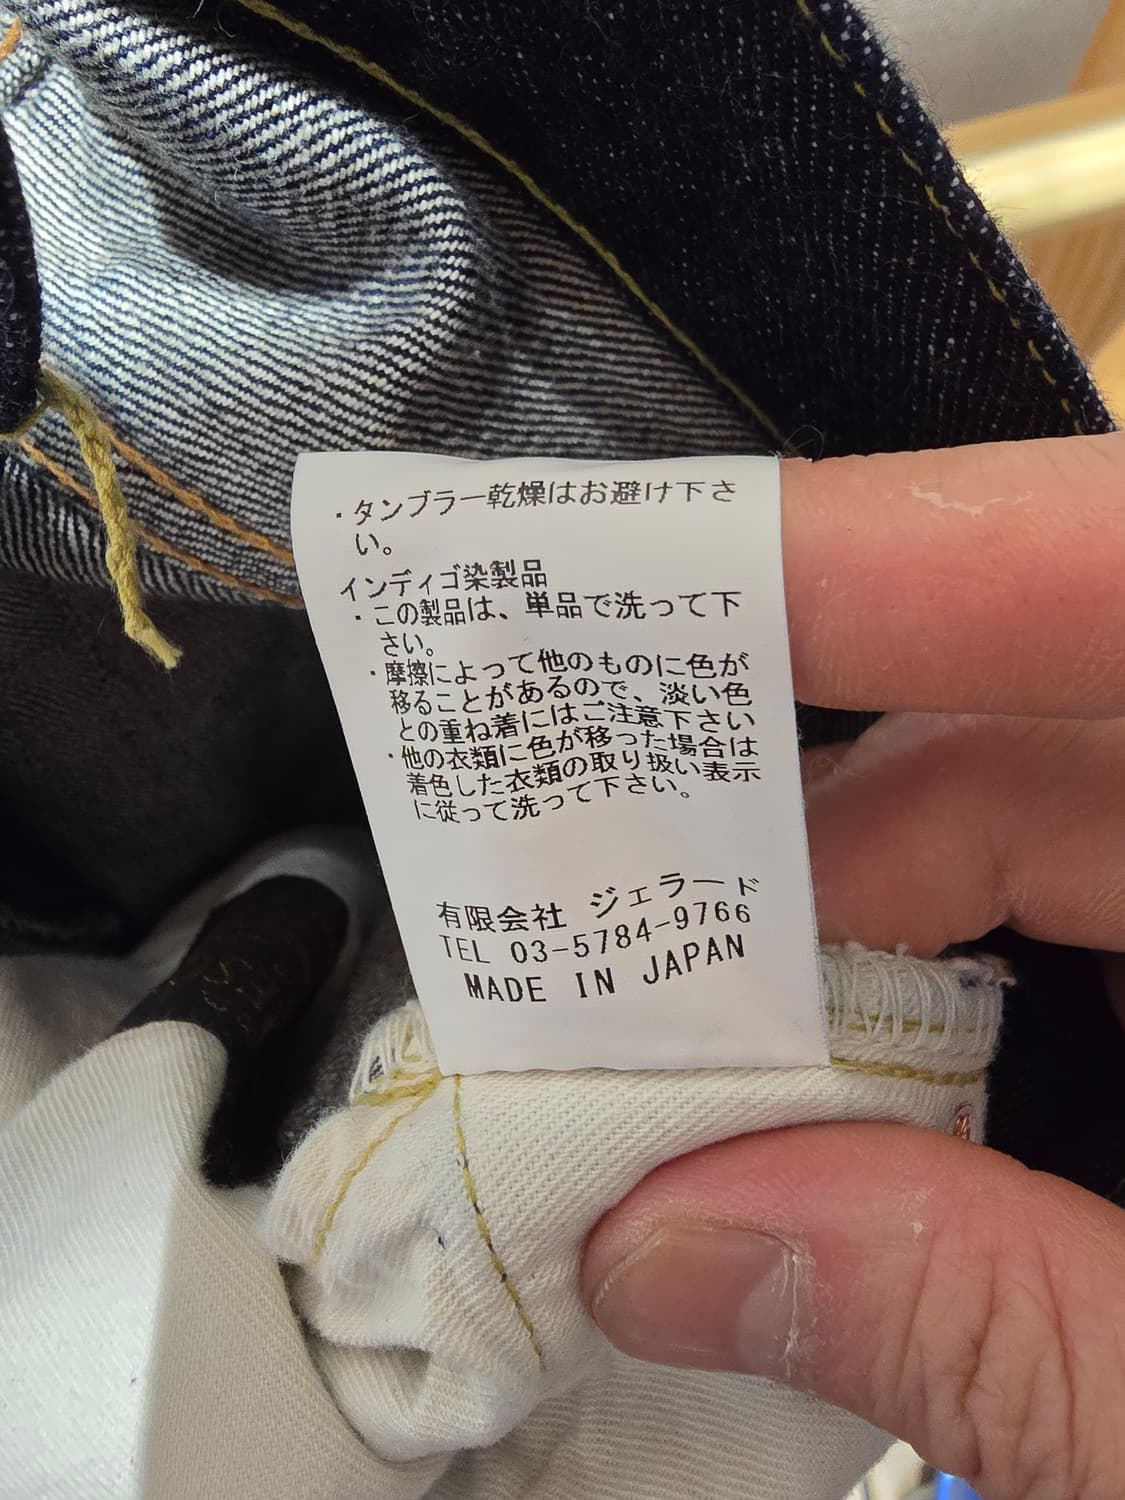 ・タンブラー乾燥はお避け下さ
い。
インディゴ染製品
・この製品は、単品で洗って下
さい。
・摩擦によって他のものに色が
移ることがあるので、淡い色
との重ね着にはご注意下さい
・他の衣類に色が移った場合は
着色した衣類の取り扱い表示
に従って洗って下さい。
有限会社 ジェラード
TEL 03-5784-9766
MADE IN JAPAN